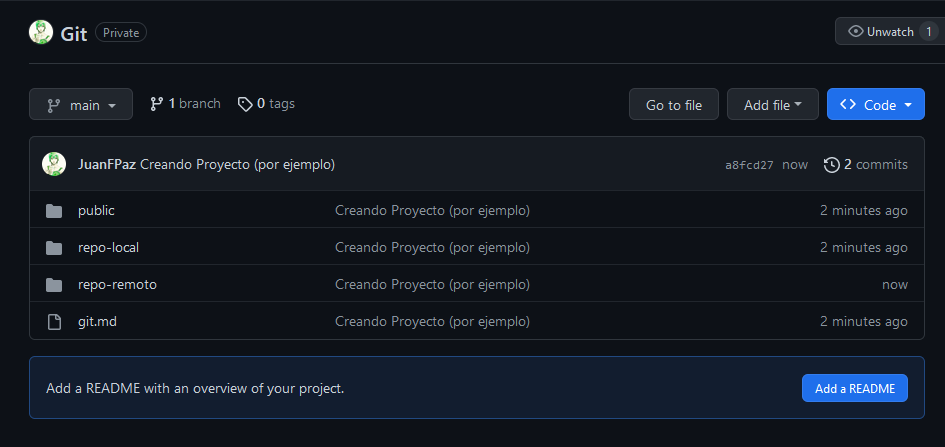 Git Private Unwatch 1
main 1 branch 0 tags Go to file Add file Code
JuanFPaz Creando Proyecto (por ejemplo) a8fcd27 now 2 commits
public Creando Proyecto (por ejemplo) 2 minutes ago
repo-local Creando Proyecto (por ejemplo) 2 minutes ago
repo-remoto Creando Proyecto (por ejemplo) now
git.md Creando Proyecto (por ejemplo) 2 minutes ago
Add a README with an overview of your project. Add a README